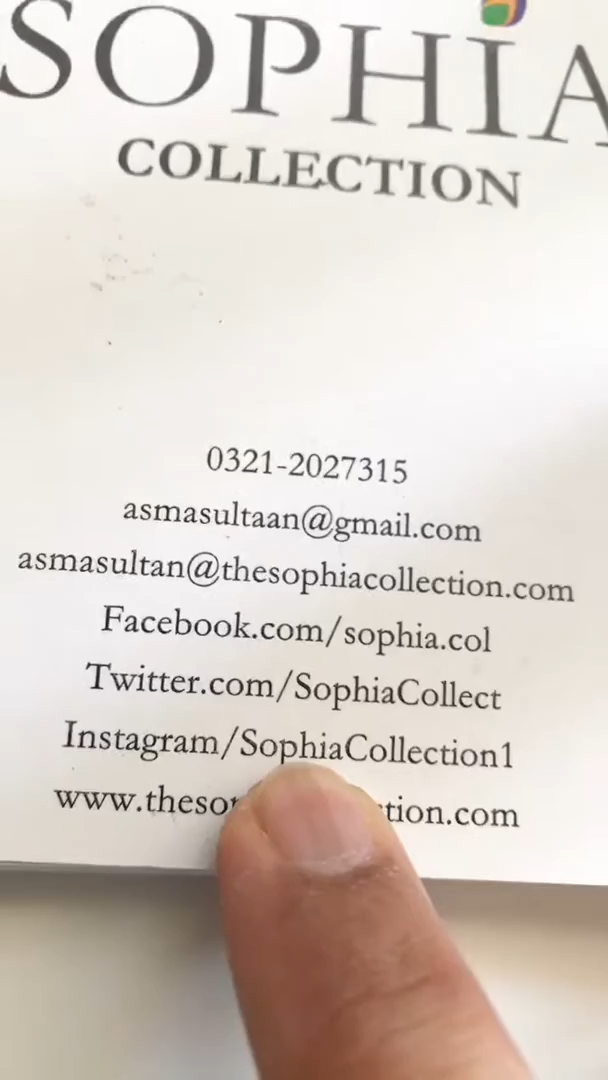 SOPHIA
COLLECTION
0321-2027315
asmasultaan@gmail.com
asmasultan@thesophiacollection.com
Facebook.com/sophia.col
Twitter.com/SophiaCollect
Instagram/SophiaCollection1